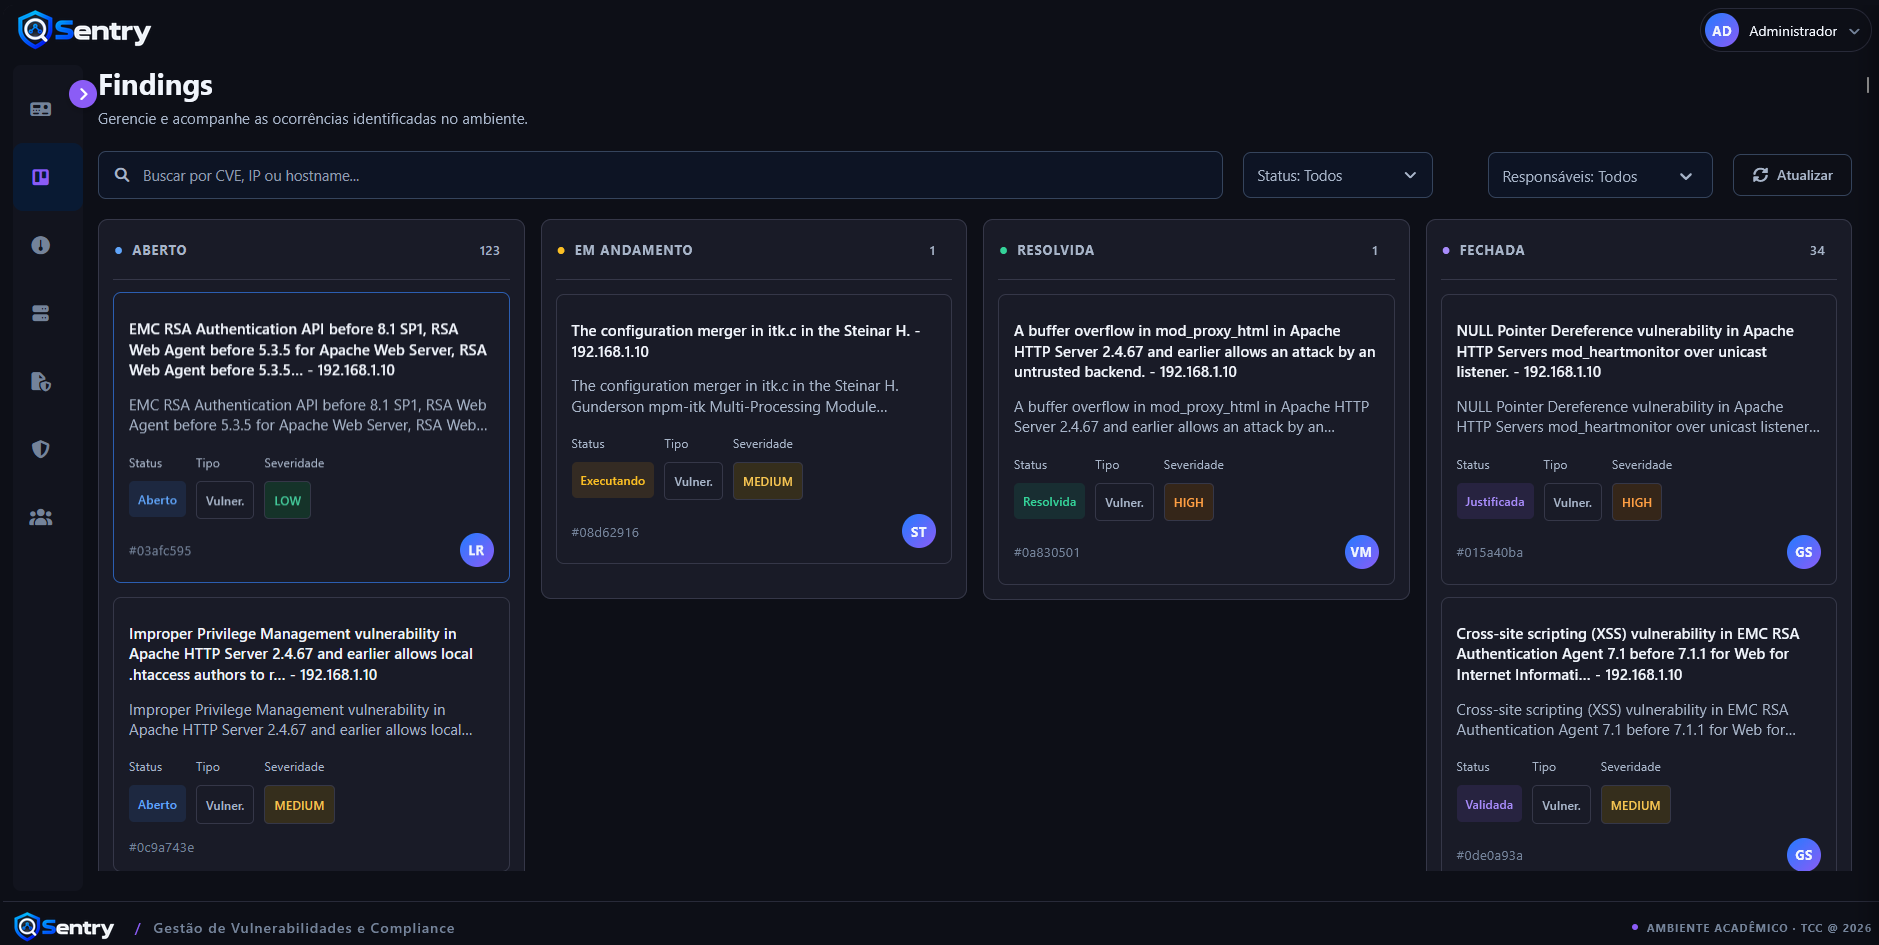 Sentry
AD Administrador
Findings
Gerencie e acompanhe as ocorrências identificadas no ambiente.
Buscar por CVE, IP ou hostname...
Status: Todos
Responsáveis: Todos
Atualizar
ABERTO 123
EMC RSA Authentication API before 8.1 SP1, RSA
Web Agent before 5.3.5 for Apache Web Server, RSA
Web Agent before 5.3.5... - 192.168.1.10
EMC RSA Authentication API before 8.1 SP1, RSA Web
Agent before 5.3.5 for Apache Web Server, RSA Web...
Status Tipo Severidade
Aberto Vulner. LOW
#03afc595 LR
Improper Privilege Management vulnerability in
Apache HTTP Server 2.4.67 and earlier allows local
.htaccess authors to r... - 192.168.1.10
Improper Privilege Management vulnerability in
Apache HTTP Server 2.4.67 and earlier allows local...
Status Tipo Severidade
Aberto Vulner. MEDIUM
#0c9a743e
EM ANDAMENTO 1
The configuration merger in itk.c in the Steinar H. -
192.168.1.10
The configuration merger in itk.c in the Steinar H.
Gunderson mpm-itk Multi-Processing Module...
Status Tipo Severidade
Executando Vulner. MEDIUM
#08d62916 ST
RESOLVIDA 1
A buffer overflow in mod_proxy_html in Apache
HTTP Server 2.4.67 and earlier allows an attack by an
untrusted backend. - 192.168.1.10
A buffer overflow in mod_proxy_html in Apache HTTP
Server 2.4.67 and earlier allows an attack by an...
Status Tipo Severidade
Resolvida Vulner. HIGH
#0a830501 VM
FECHADA 34
NULL Pointer Dereference vulnerability in Apache
HTTP Servers mod_heartmonitor over unicast
listener. - 192.168.1.10
NULL Pointer Dereference vulnerability in Apache
HTTP Servers mod_heartmonitor over unicast listener...
Status Tipo Severidade
Justificada Vulner. HIGH
#015a40ba GS
Cross-site scripting (XSS) vulnerability in EMC RSA
Authentication Agent 7.1 before 7.1.1 for Web for
Internet Informati... - 192.168.1.10
Cross-site scripting (XSS) vulnerability in EMC RSA
Authentication Agent 7.1 before 7.1.1 for Web for...
Status Tipo Severidade
Validada Vulner. MEDIUM
#0de0a93a GS
Sentry / Gestão de Vulnerabilidades e Compliance
AMBIENTE ACADÊMICO · TCC @ 2026